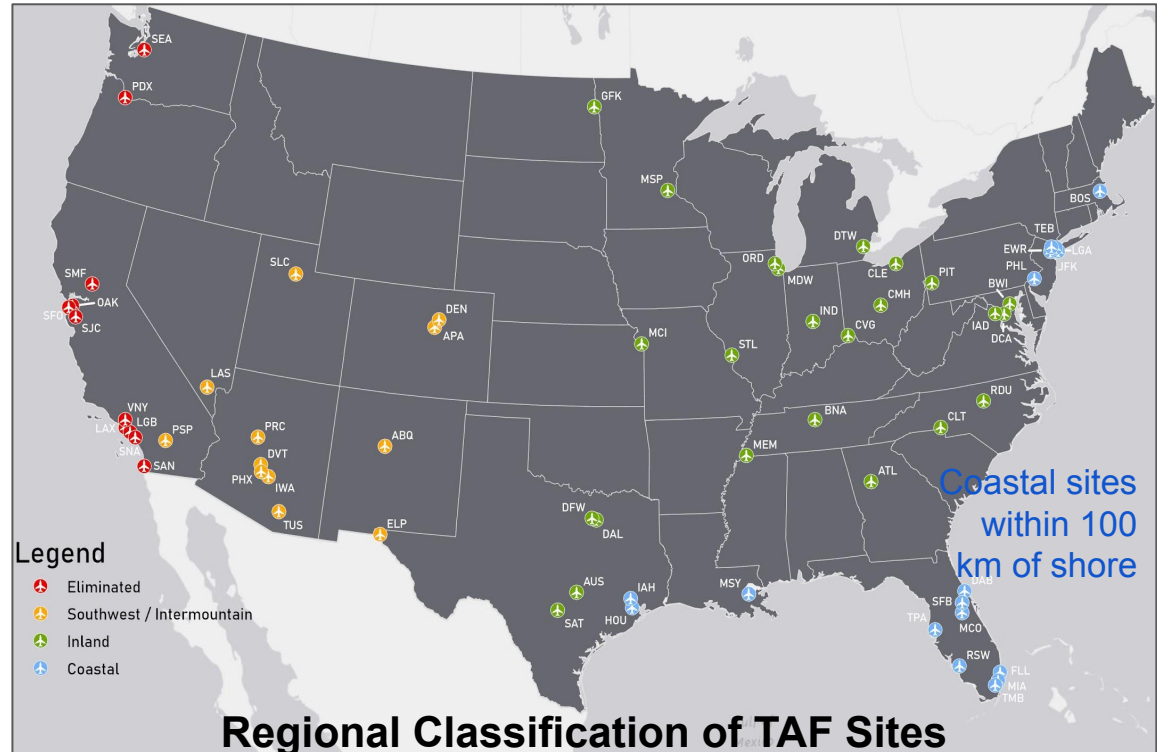 SEA
PDX
GFK
MSP
BOS
DTW
TEB
EWR
LGA
JFK
ORD
MDW
CLE
PIT
PHL
SLC
SMF
OAK
SFO
SJC
DEN
APA
IND
CMH
CVG
BWI
IAD
DCA
MCI
STL
LAS
RDU
VNY
LGB
LAX
SNA
PSP
SAN
PRC
DVT
PHX
IWA
TUS
ABQ
BNA
CLT
MEM
ATL
ELP
DFW
DAL
Coastal sites
within 100
km of shore
AUS
SAT
IAH
HOU
MSY
DAB
SFB
MCO
TPA
RSW
FLL
MIA
TMB
Legend
Eliminated
Southwest / Intermountain
Inland
Coastal
Regional Classification of TAF Sites